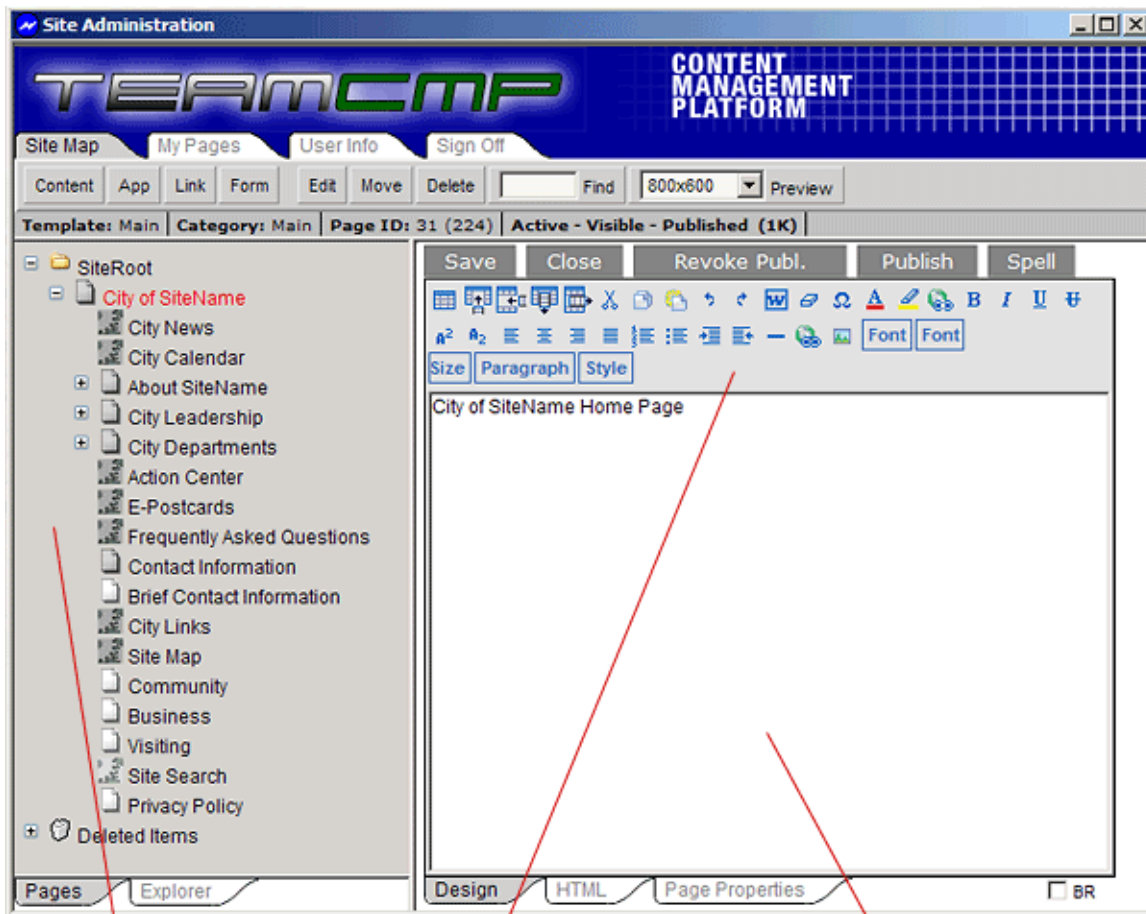 Site Administration
TEAMCMP
CONTENT
MANAGEMENT
PLATFORM
Site Map My Pages User Info Sign Off
Content App Link Form Edit Move Delete Find 800x600 Preview
Template: Main Category: Main Page ID: 31 (224) Active - Visible - Published (1K)
SiteRoot
City of SiteName
City News
City Calendar
About SiteName
City Leadership
City Departments
Action Center
E-Postcards
Frequently Asked Questions
Contact Information
Brief Contact Information
City Links
Site Map
Community
Business
Visiting
Site Search
Privacy Policy
Deleted Items
Pages Explorer
Save Close Revoke Publ. Publish Spell
W Ω A B I U U
A² A₂ Font Font
Size Paragraph Style
City of SiteName Home Page
Design HTML Page Properties BR